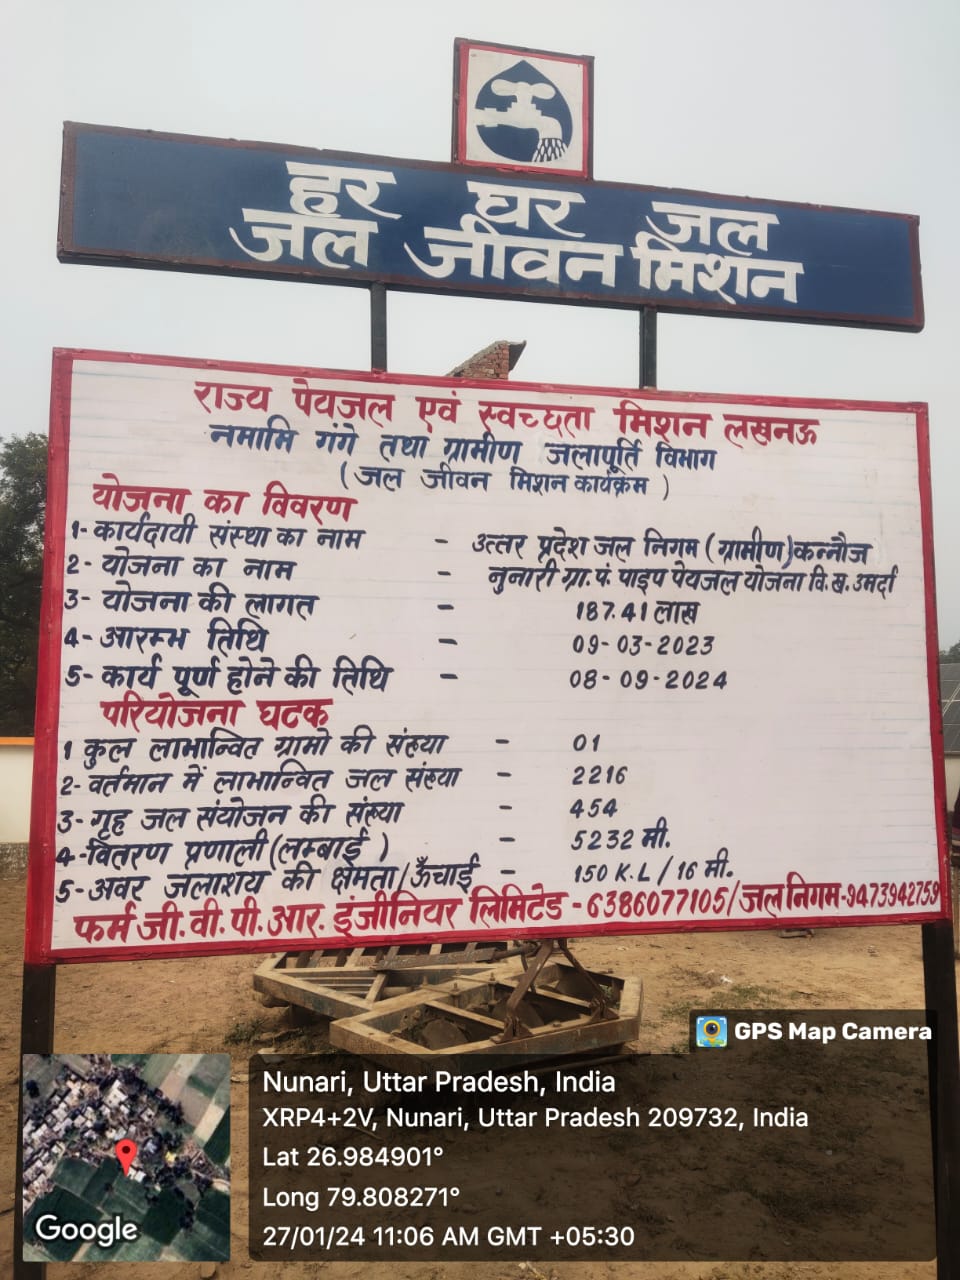 हर घर जल
जल जीवन मिशन
राज्य पेयजल एवं स्वच्छता मिशन लखनऊ
नमामि गंगे तथा ग्रामीण जलापूर्ति विभाग
(जल जीवन मिशन कार्यक्रम)
योजना का विवरण
1- कार्यदायी संस्था का नाम - उत्तर प्रदेश जल निगम (ग्रामीण) कन्नौज
2- योजना का नाम - नुनारी ग्रा. पं. पाइप पेयजल योजना वि. ख. उमर्दा
3- योजना की लागत - 187.41 लाख
4- आरम्भ तिथि - 09-03-2023
5- कार्य पूर्ण होने की तिथि - 08-09-2024
परियोजना घटक
1 कुल लाभान्वित ग्रामो की संख्या - 01
2- वर्तमान में लाभान्वित जल संख्या - 2216
3- गृह जल संयोजन की संख्या - 454
4- वितरण प्रणाली (लम्बाई) - 5232 मी.
5- अवर जलाशय की क्षमता/ऊँचाई - 150 K.L / 16 मी.
फर्म जी. वी. पी. आर. इंजीनियर लिमिटेड - 6386077105/ जल निगम-9473942759
GPS Map Camera
Nunari, Uttar Pradesh, India
XRP4+2V, Nunari, Uttar Pradesh 209732, India
Lat 26.984901°
Long 79.808271°
27/01/24 11:06 AM GMT +05:30
Google